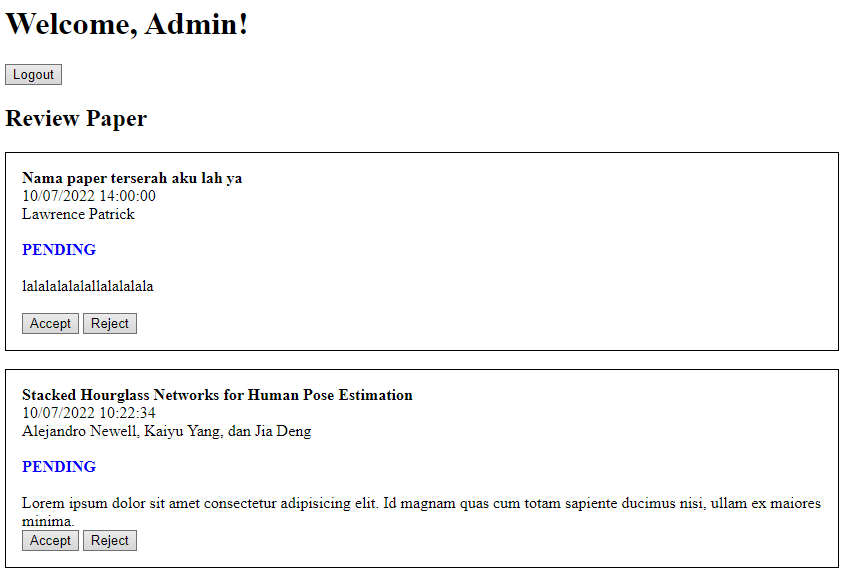 Welcome, Admin!
Logout
Review Paper
Nama paper terserah aku lah ya
10/07/2022 14:00:00
Lawrence Patrick
PENDING
lalalalalalallalalalala
Accept Reject
Stacked Hourglass Networks for Human Pose Estimation
10/07/2022 10:22:34
Alejandro Newell, Kaiyu Yang, dan Jia Deng
PENDING
Lorem ipsum dolor sit amet consectetur adipisicing elit. Id magnam quas cum totam sapiente ducimus nisi, ullam ex maiores
minima.
Accept Reject